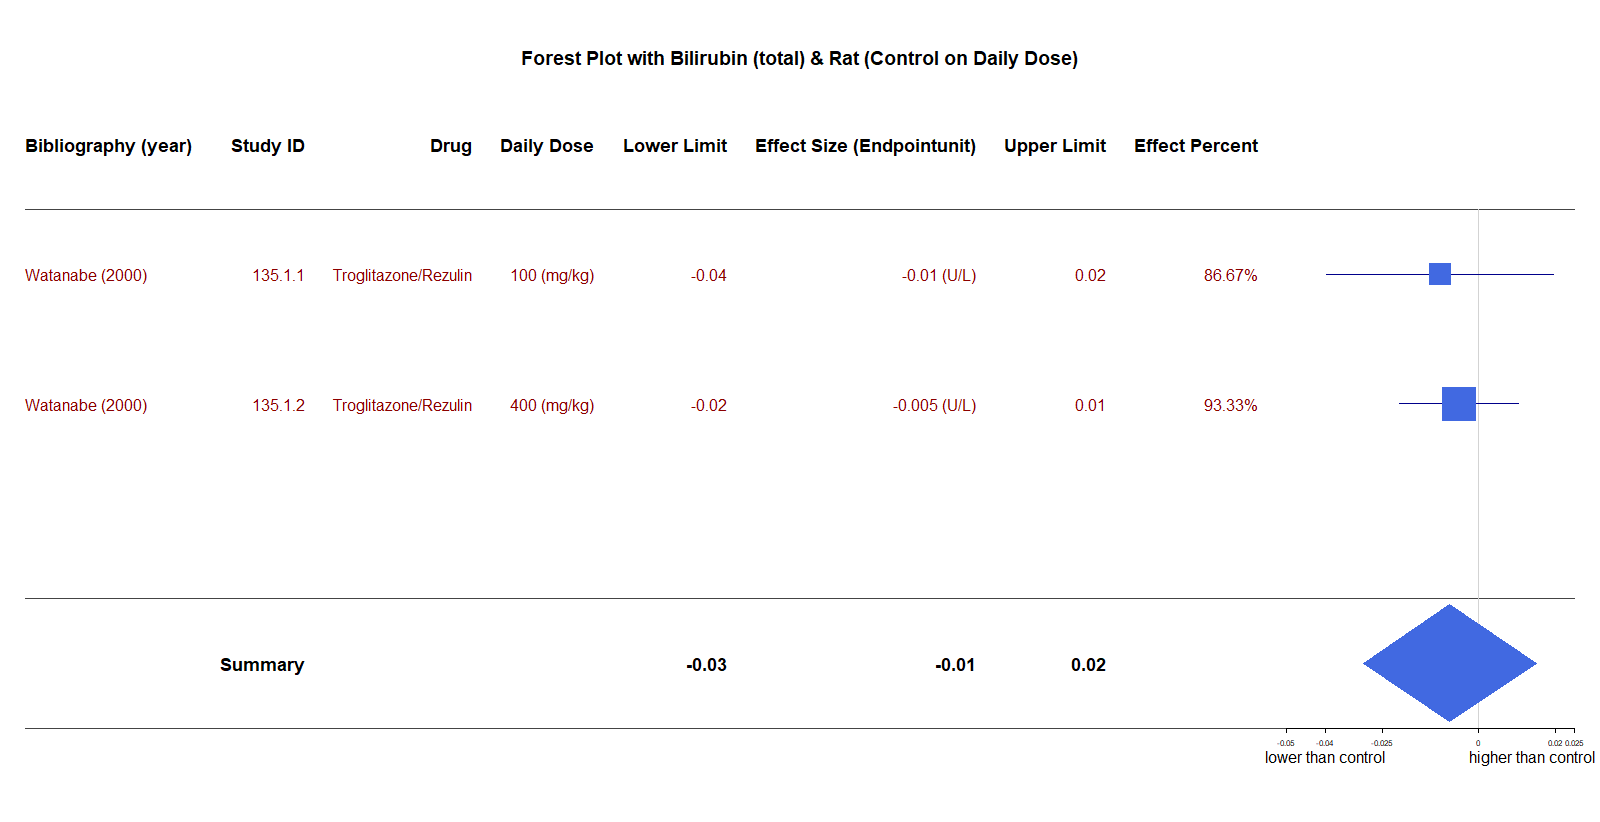 Forest Plot with Bilirubin (total) & Rat (Control on Daily Dose)
Bibliography (year) Study ID Drug Daily Dose Lower Limit Effect Size (Endpointunit) Upper Limit Effect Percent
Watanabe (2000) 135.1.1 Troglitazone/Rezulin 100 (mg/kg) -0.04 -0.01 (U/L) 0.02 86.67%
Watanabe (2000) 135.1.2 Troglitazone/Rezulin 400 (mg/kg) -0.02 -0.005 (U/L) 0.01 93.33%
Summary -0.03 -0.01 0.02
-0.05 -0.04 -0.025 0 0.02 0.025
lower than control higher than control